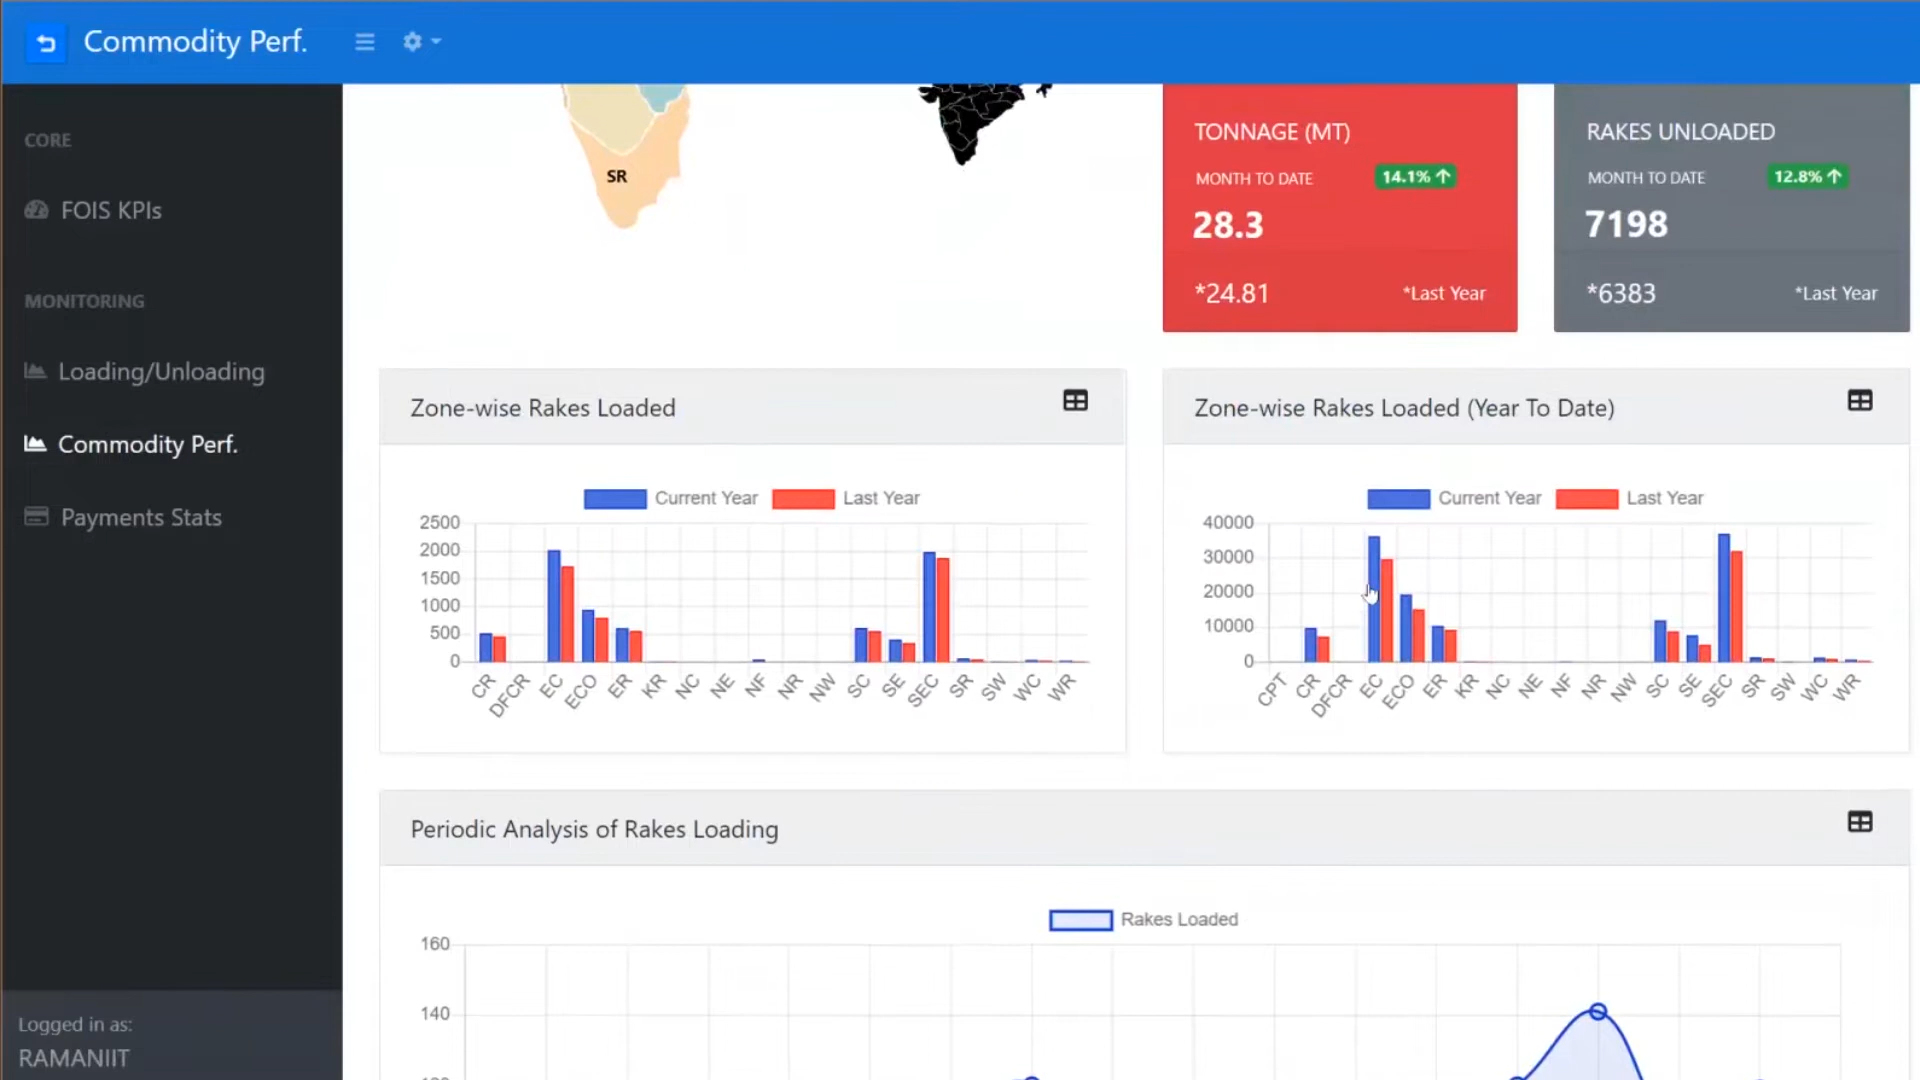 Commodity Perf.
CORE
FOIS KPIs
MONITORING
Loading/Unloading
Commodity Perf.
Payments Stats
Logged in as:
RAMANIIT
SR
TONNAGE (MT)
MONTH TO DATE 14.1%
28.3
*24.81 *Last Year
RAKES UNLOADED
MONTH TO DATE 12.8%
7198
*6383 *Last Year
Zone-wise Rakes Loaded
Current Year Last Year
2500
2000
1500
1000
500
0
CR DFCR EC ECO ER KR NC NE NF NR NW SC SE SEC SR SW WC WR
Zone-wise Rakes Loaded (Year To Date)
Current Year Last Year
40000
30000
20000
10000
0
CPT CR DFCR EC ECO ER KR NC NE NF NR NW SC SE SEC SR SW WC WR
Periodic Analysis of Rakes Loading
Rakes Loaded
160
140